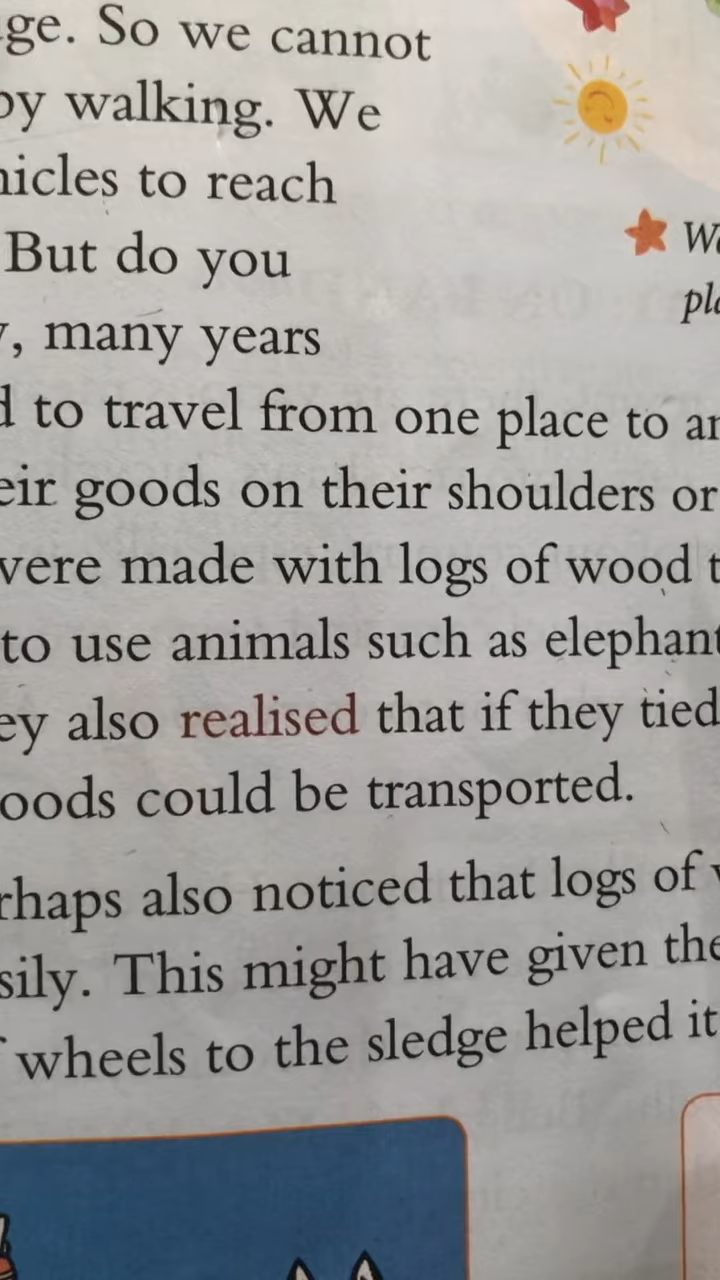 ge. So we cannot
by walking. We
hicles to reach
But do you
, many years
d to travel from one place to
eir goods on their shoulders or
were made with logs of wood
to use animals such as elephant
ey also realised that if they tied
oods could be transported.
rhaps also noticed that logs of
sily. This might have given the
wheels to the sledge helped it